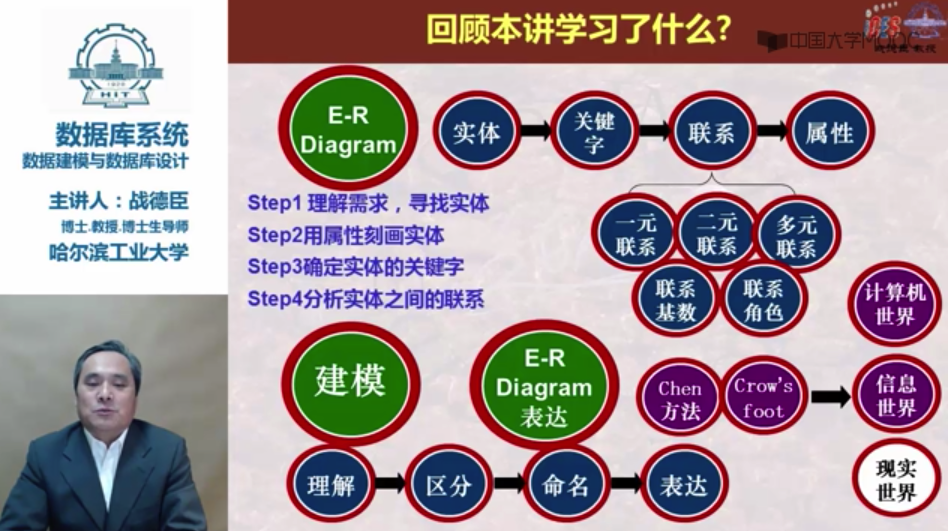 回顾本讲学习了什么?
中国大学MOOC
HIT
数据库系统
数据建模与数据库设计
主讲人：战德臣
博士.教授.博士生导师
哈尔滨工业大学
E-R
Diagram
实体
关键
字
联系
属性
Step1 理解需求，寻找实体
Step2用属性刻画实体
Step3确定实体的关键字
Step4分析实体之间的联系
一元
联系
二元
联系
多元
联系
联系
基数
联系
角色
计算机
世界
建模
E-R
Diagram
表达
Chen
方法
Crow's
foot
信息
世界
理解
区分
命名
表达
现实
世界